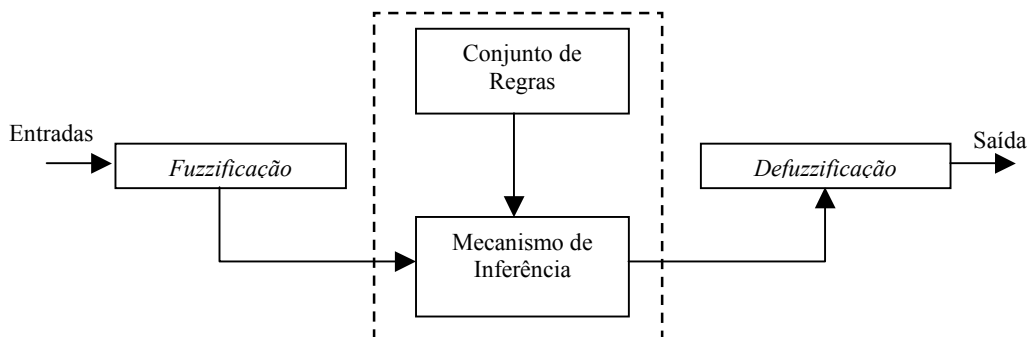 Conjunto de
Regras
Entradas
Fuzzificação
Defuzzificação
Saída
Mecanismo de
Inferência